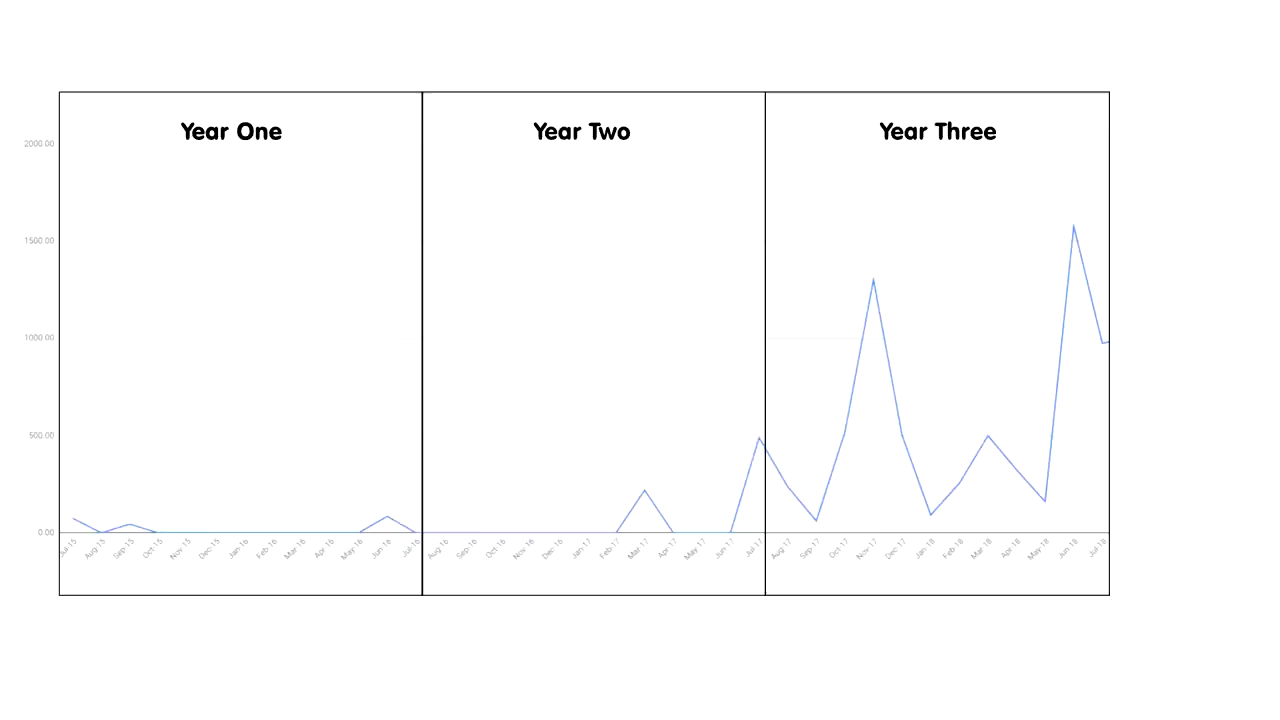 Year One
Year Two
Year Three
2000.00
1500.00
1000.00
500.00
0.00
Jul-15 Aug-15 Sep-15 Oct-15 Nov-15 Dec-15 Jan-16 Feb-16 Mar-16 Apr-16 May-16 Jun-16 Jul-16 Aug-16 Sep-16 Oct-16 Nov-16 Dec-16 Jan-17 Feb-17 Mar-17 Apr-17 May-17 Jun-17 Jul-17 Aug-17 Sep-17 Oct-17 Nov-17 Dec-17 Jan-18 Feb-18 Mar-18 Apr-18 May-18 Jun-18 Jul-18